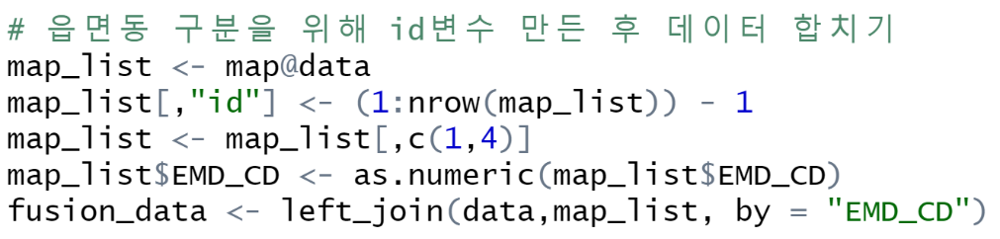 # 읍면동 구분을 위해 id변수 만든 후 데이터 합치기
map_list <- map@data
map_list[,"id"] <- (1:nrow(map_list)) - 1
map_list <- map_list[,c(1,4)]
map_list$EMD_CD <- as.numeric(map_list$EMD_CD)
fusion_data <- left_join(data,map_list, by = "EMD_CD")